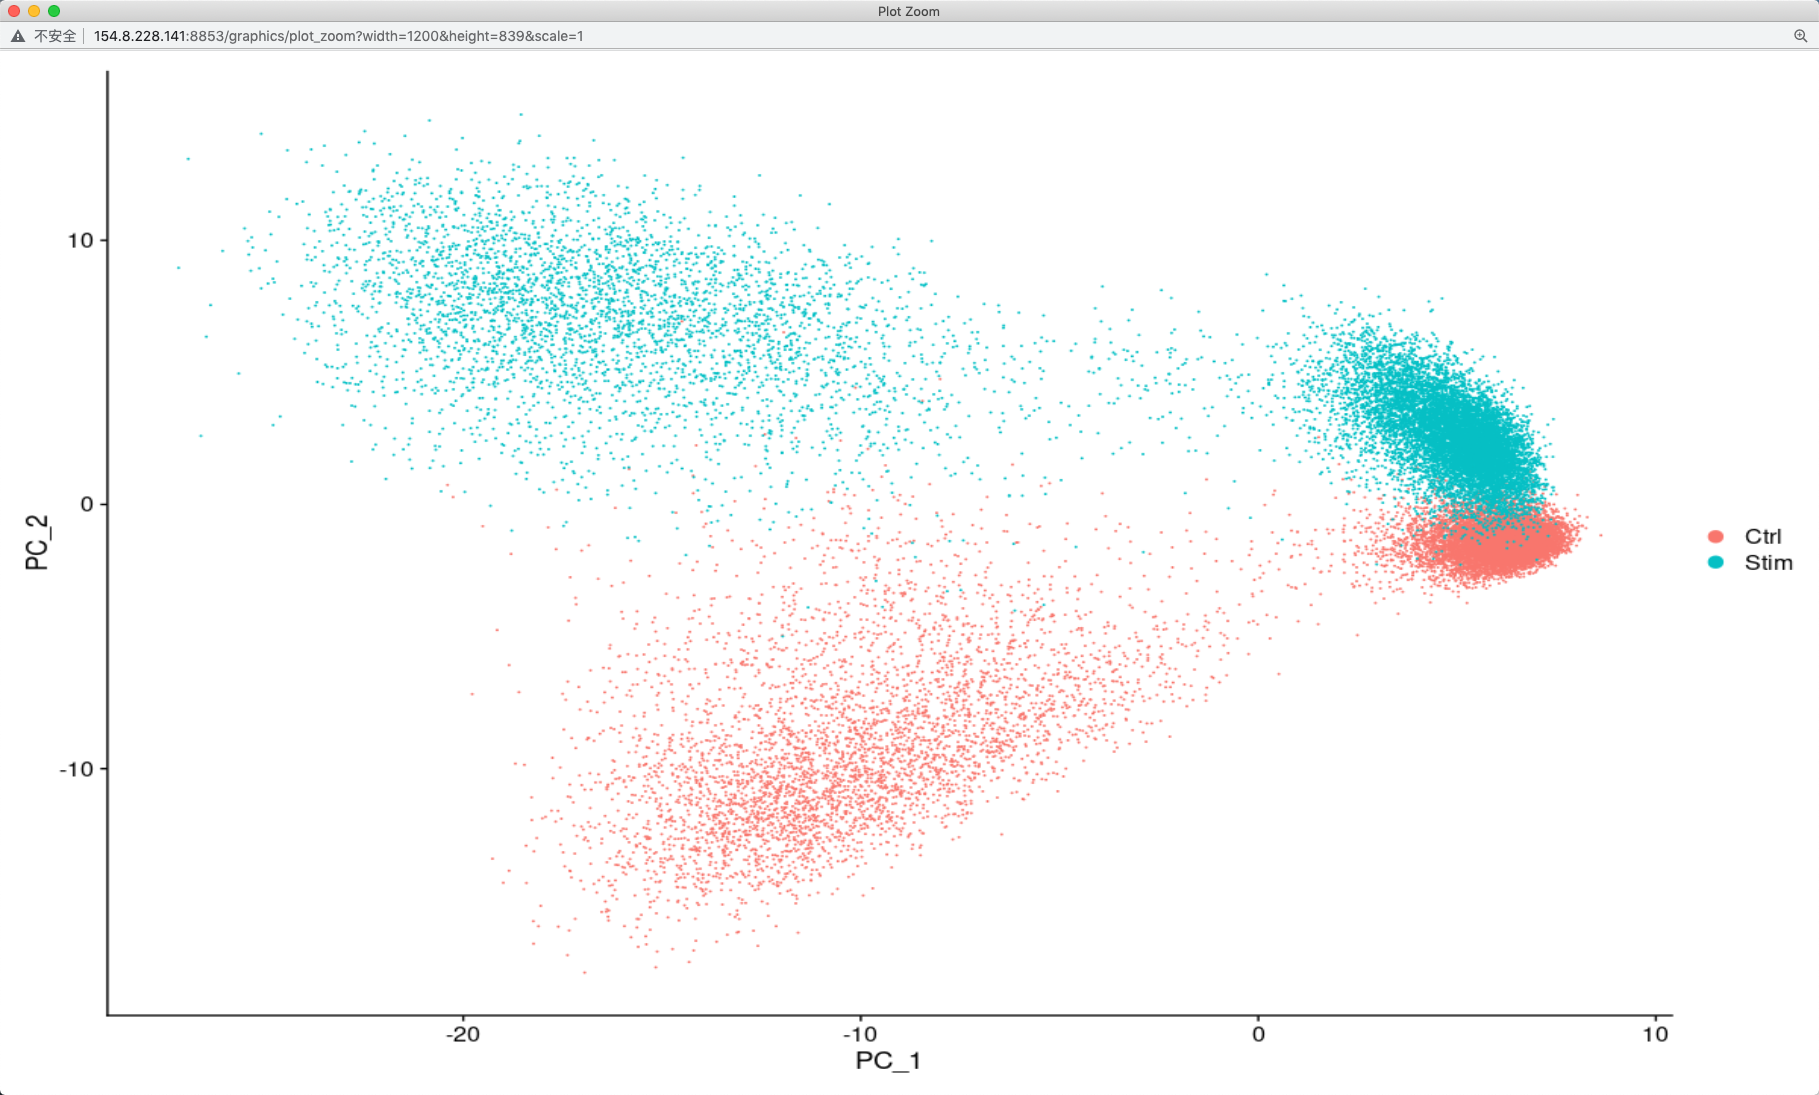 Plot Zoom
不安全 154.8.228.141:8853/graphics/plot_zoom?width=1200&height=839&scale=1
10
0
-10
PC_2
-20 -10 0 10
PC_1
Ctrl
Stim